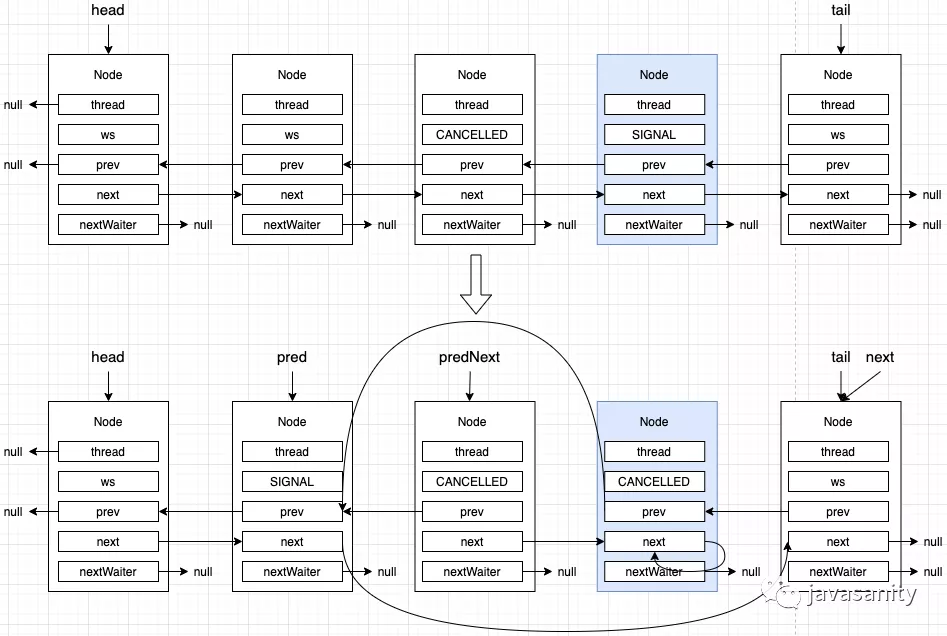 head tail
Node Node Node Node Node
null thread thread thread thread thread
ws ws CANCELLED SIGNAL ws
null prev prev prev prev prev
next next next next next null
nextWaiter null nextWaiter null nextWaiter null nextWaiter null nextWaiter null
head pred predNext tail next
Node Node Node Node Node
null thread thread thread thread thread
ws SIGNAL CANCELLED CANCELLED ws
null prev prev prev prev prev
next next next next next null
nextWaiter null nextWaiter null nextWaiter null nextWaiter null nextWaiter null
javasanity